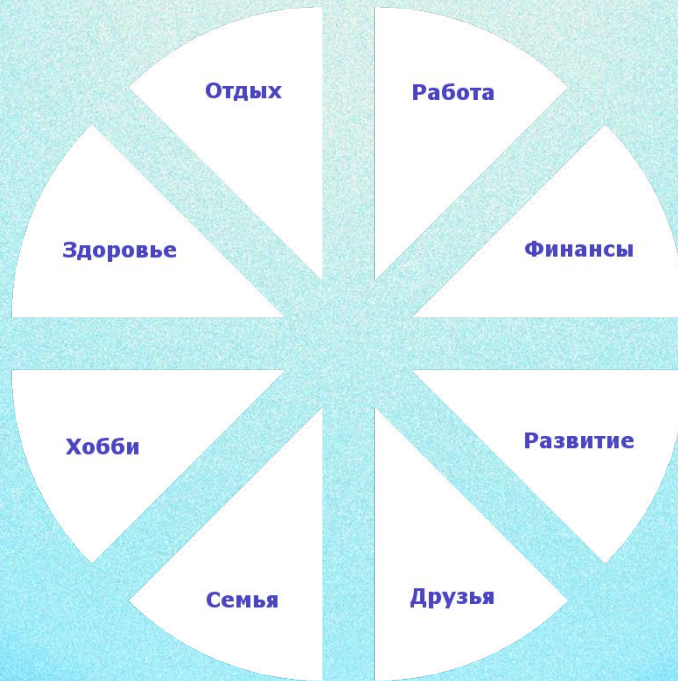 Отдых
Работа
Здоровье
Финансы
Хобби
Развитие
Семья
Друзья